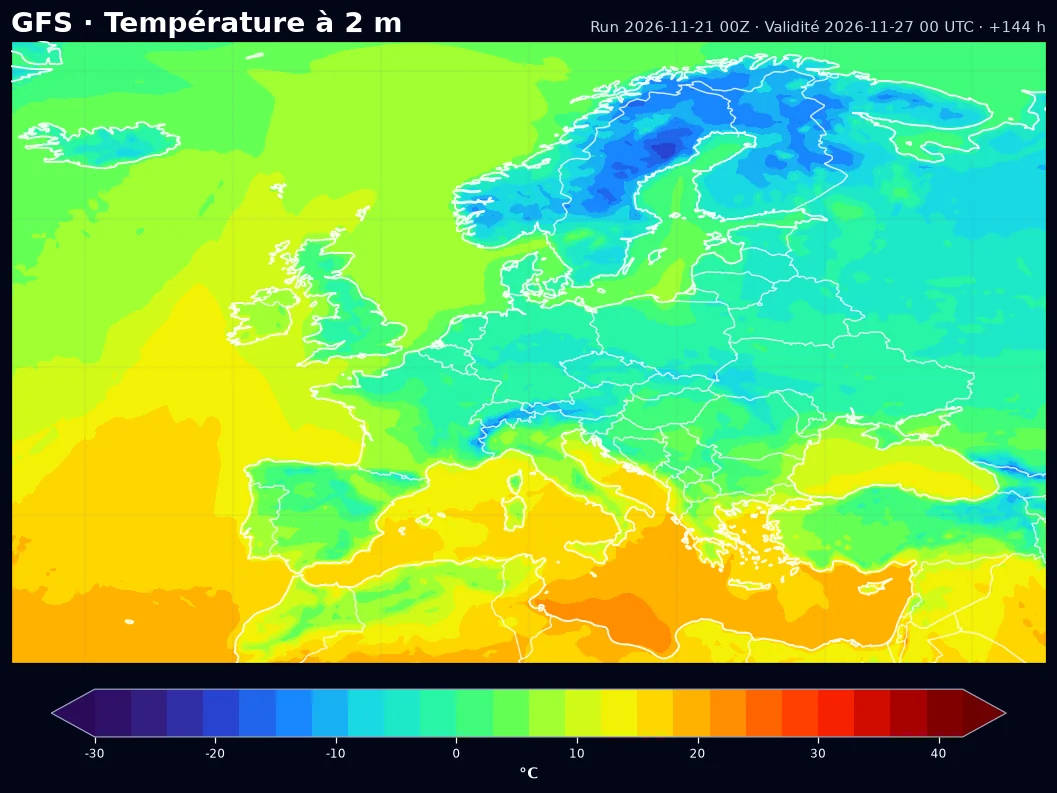 GFS · Température à 2 m
Run 2026-11-21 00Z · Validité 2026-11-27 00 UTC · +144 h
-30 -20 -10 0 10 20 30 40
°C